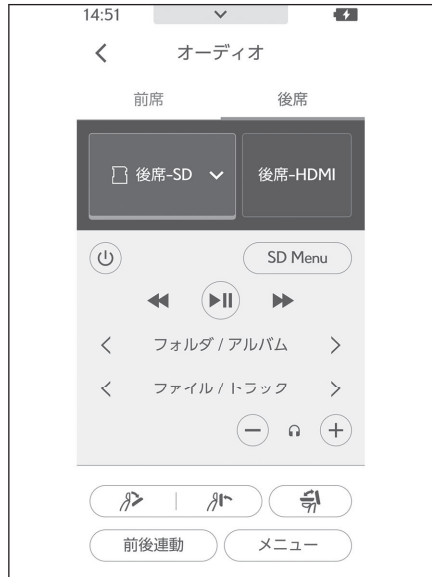 14:51
オーディオ
前席 後席
後席-SD 後席-HDMI
SD Menu
フォルダ / アルバム
ファイル / トラック
前後連動 メニュー